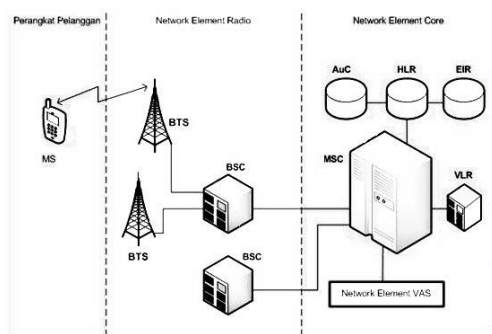 Perangkat Pelanggan
Network Element Radio
Network Element Core
AuC
HLR
EIR
BTS
MS
BSC
MSC
VLR
BTS
BSC
Network Element VAS